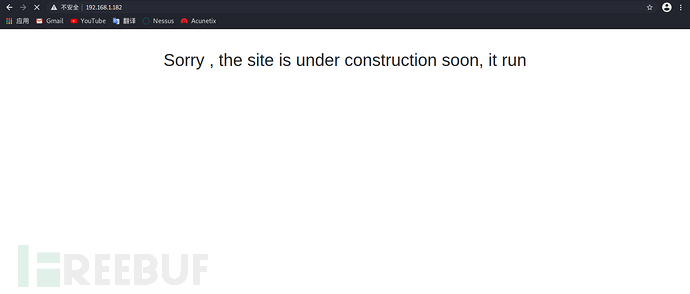 不安全 192.168.1.182
应用 Gmail YouTube 翻译 Nessus Acunetix
Sorry , the site is under construction soon, it run
FREEBUF